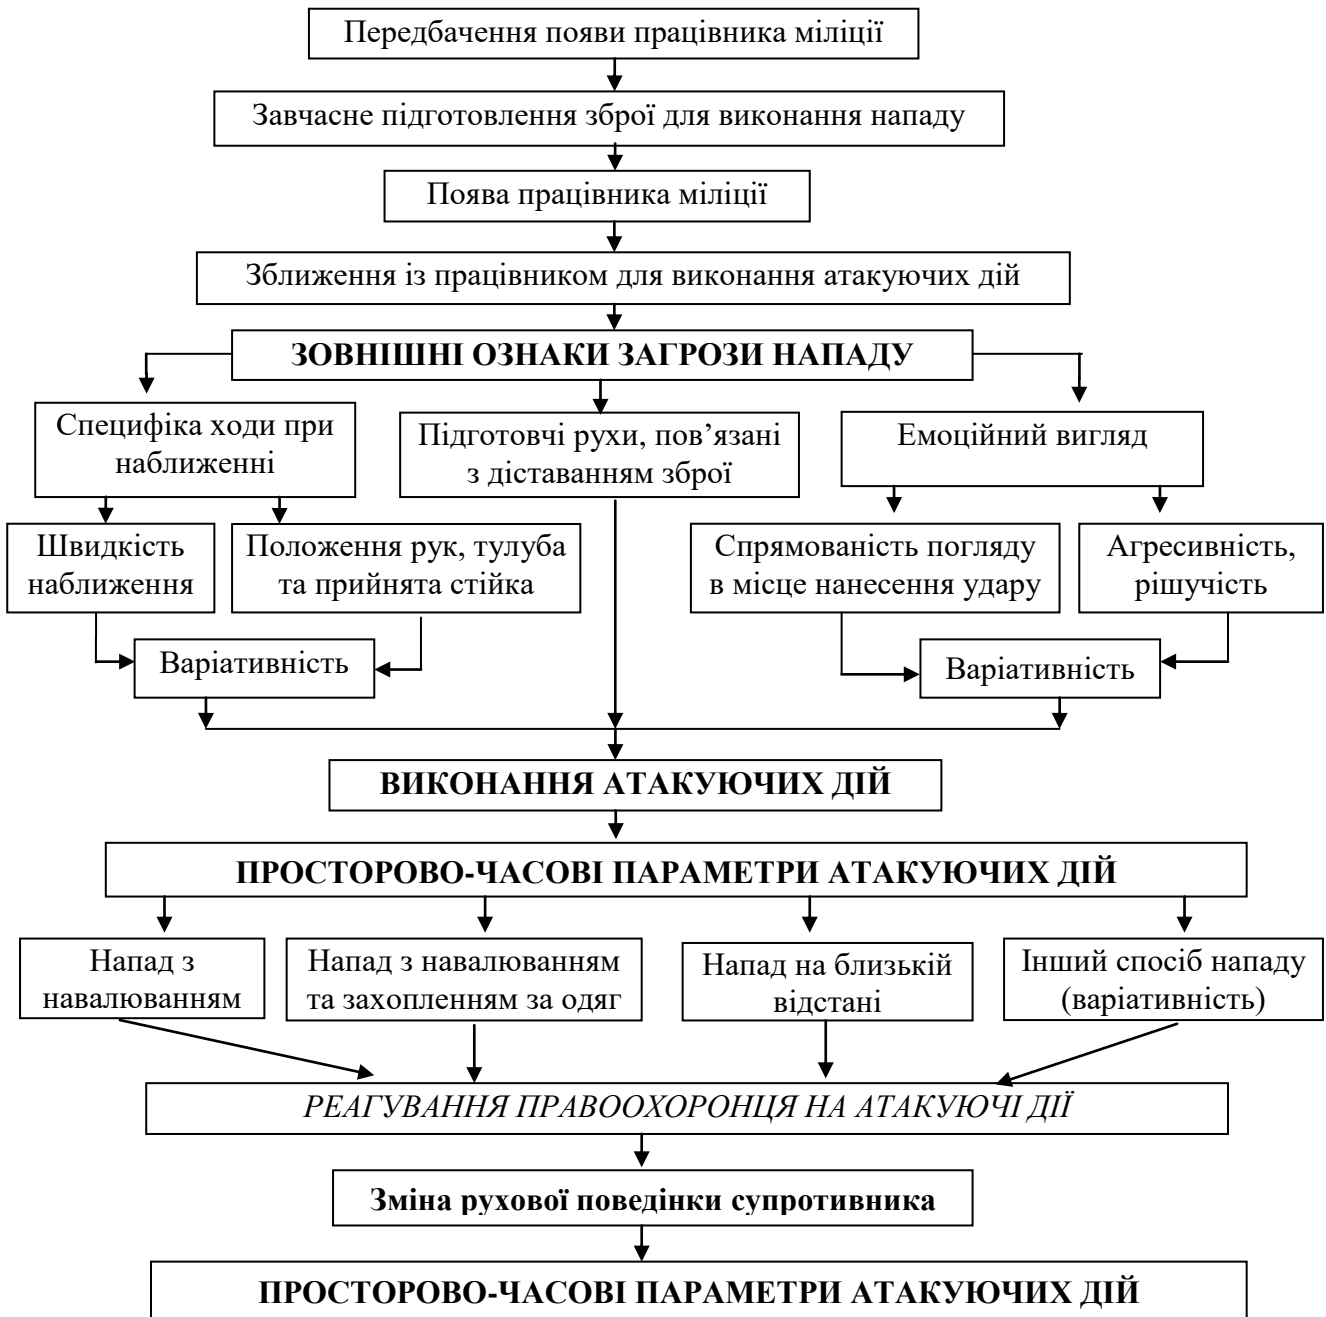 Передбачення появи працівника міліції
Завчасне підготовлення зброї для виконання нападу
Поява працівника міліції
Зближення із працівником для виконання атакуючих дій
ЗОВНІШНІ ОЗНАКИ ЗАГРОЗИ НАПАДУ
Специфіка ходи при
наближенні
Підготовчі рухи, пов’язані
з діставанням зброї
Емоційний вигляд
Швидкість
наближення
Положення рук, тулуба
та прийнята стійка
Спрямованість погляду
в місце нанесення удару
Агресивність,
рішучість
Варіативність
Варіативність
ВИКОНАННЯ АТАКУЮЧИХ ДІЙ
ПРОСТОРОВО-ЧАСОВІ ПАРАМЕТРИ АТАКУЮЧИХ ДІЙ
Напад з
навалюванням
Напад з навалюванням
та захопленням за одяг
Напад на близькій
відстані
Інший спосіб нападу
(варіативність)
РЕАГУВАННЯ ПРАВООХОРОНЦЯ НА АТАКУЮЧІ ДІЇ
Зміна рухової поведінки супротивника
ПРОСТОРОВО-ЧАСОВІ ПАРАМЕТРИ АТАКУЮЧИХ ДІЙ